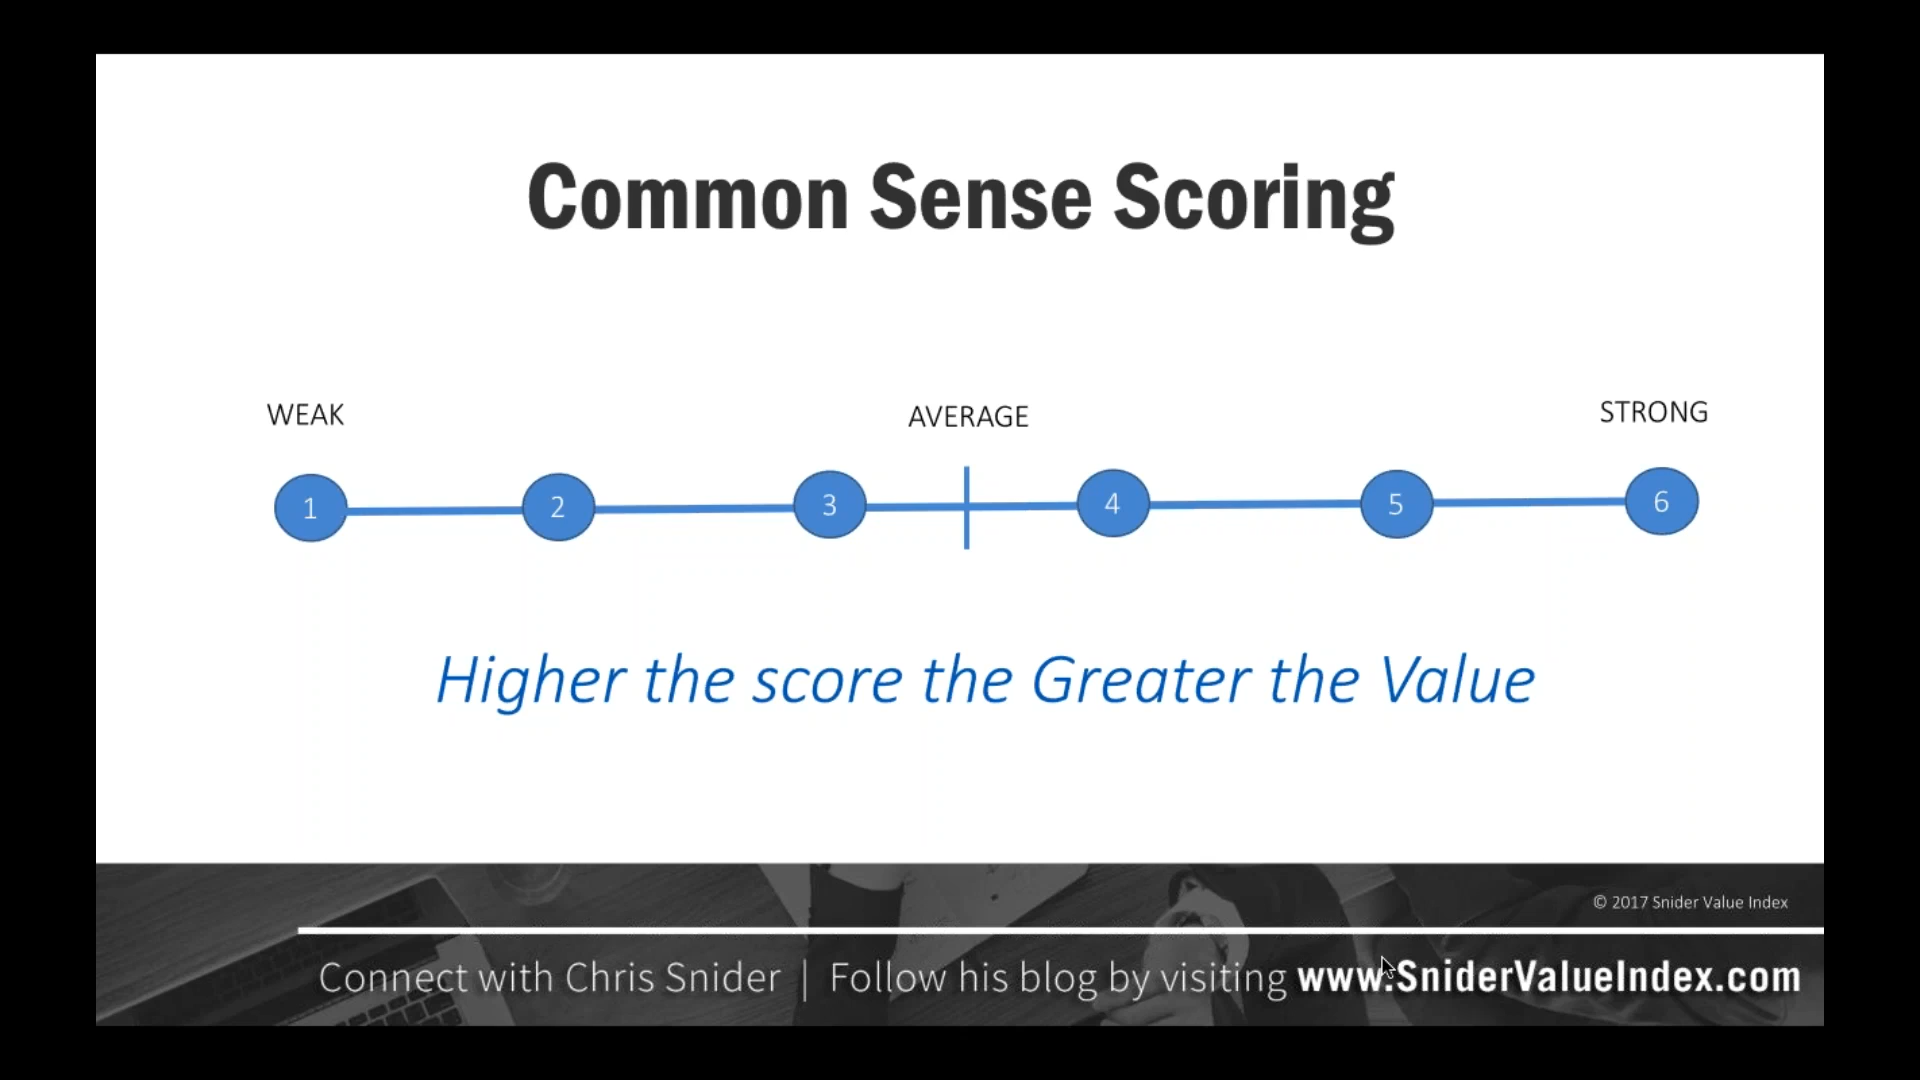 Common Sense Scoring
WEAK
AVERAGE
STRONG
1
2
3
4
5
6
Higher the score the Greater the Value
© 2017 Snider Value Index
Connect with Chris Snider | Follow his blog by visiting www.SniderValueIndex.com